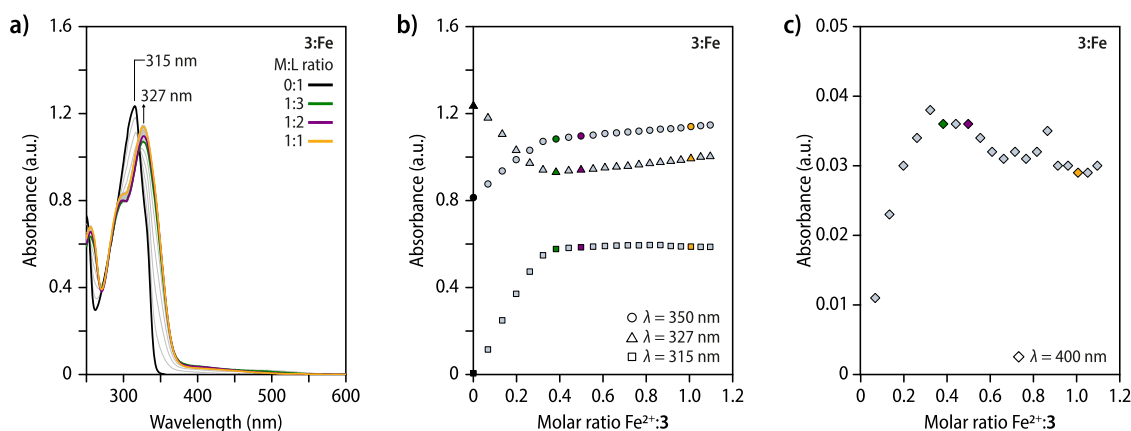 a)
3:Fe
M:L ratio
0:1
1:3
1:2
1:1
315 nm
327 nm
1.6
1.2
0.8
0.4
0
300
400
500
600
Absorbance (a.u.)
Wavelength (nm)
b)
3:Fe
1.6
1.2
0.8
0.4
0
0
0.2
0.4
0.6
0.8
1.0
1.2
λ = 350 nm
λ = 327 nm
λ = 315 nm
Absorbance (a.u.)
Molar ratio Fe²⁺:3
c)
3:Fe
0.05
0.04
0.03
0.02
0.01
0
0
0.2
0.4
0.6
0.8
1.0
1.2
λ = 400 nm
Absorbance (a.u.)
Molar ratio Fe²⁺:3